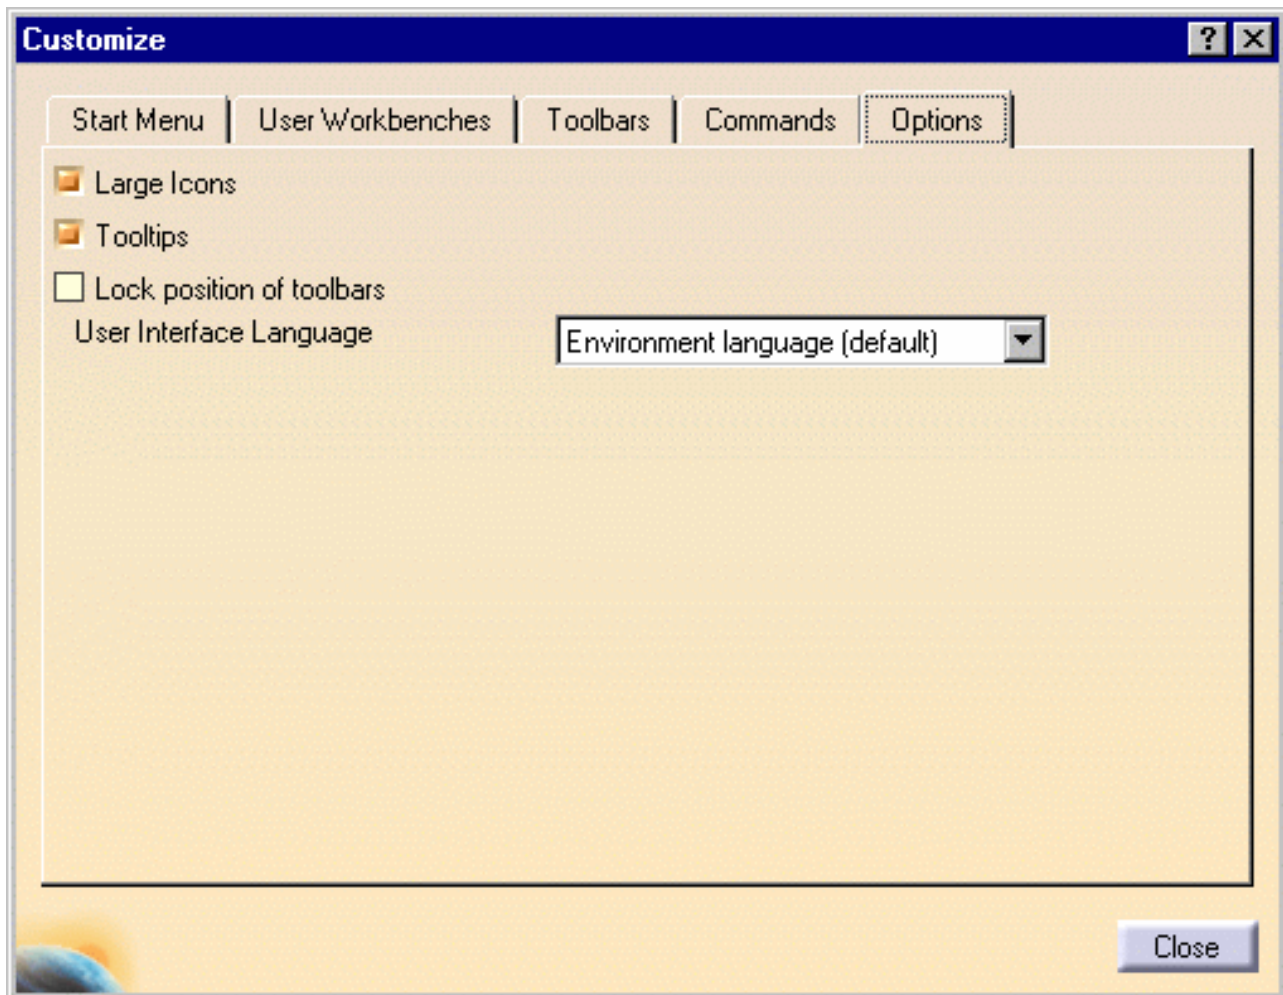 Customize
Start Menu User Workbenches Toolbars Commands Options
Large Icons
Tooltips
Lock position of toolbars
User Interface Language Environment language (default)
Close